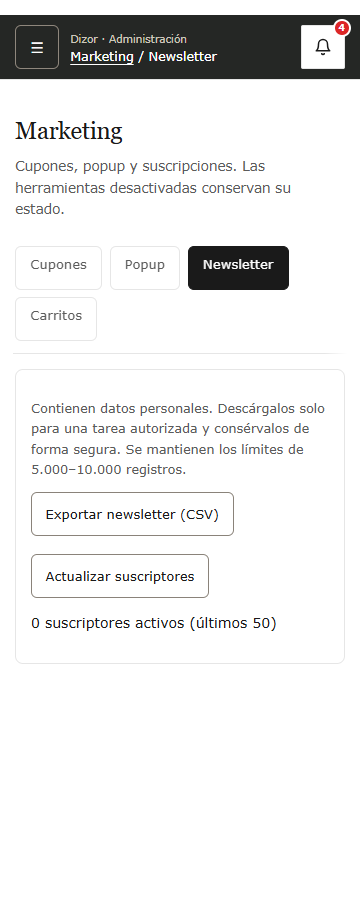 4
☰
Dizor · Administración
Marketing / Newsletter
Marketing
Cupones, popup y suscripciones. Las
herramientas desactivadas conservan su
estado.
Cupones
Popup
Newsletter
Carritos
Contienen datos personales. Descárgalos solo
para una tarea autorizada y consérvalos de
forma segura. Se mantienen los límites de
5.000–10.000 registros.
Exportar newsletter (CSV)
Actualizar suscriptores
0 suscriptores activos (últimos 50)